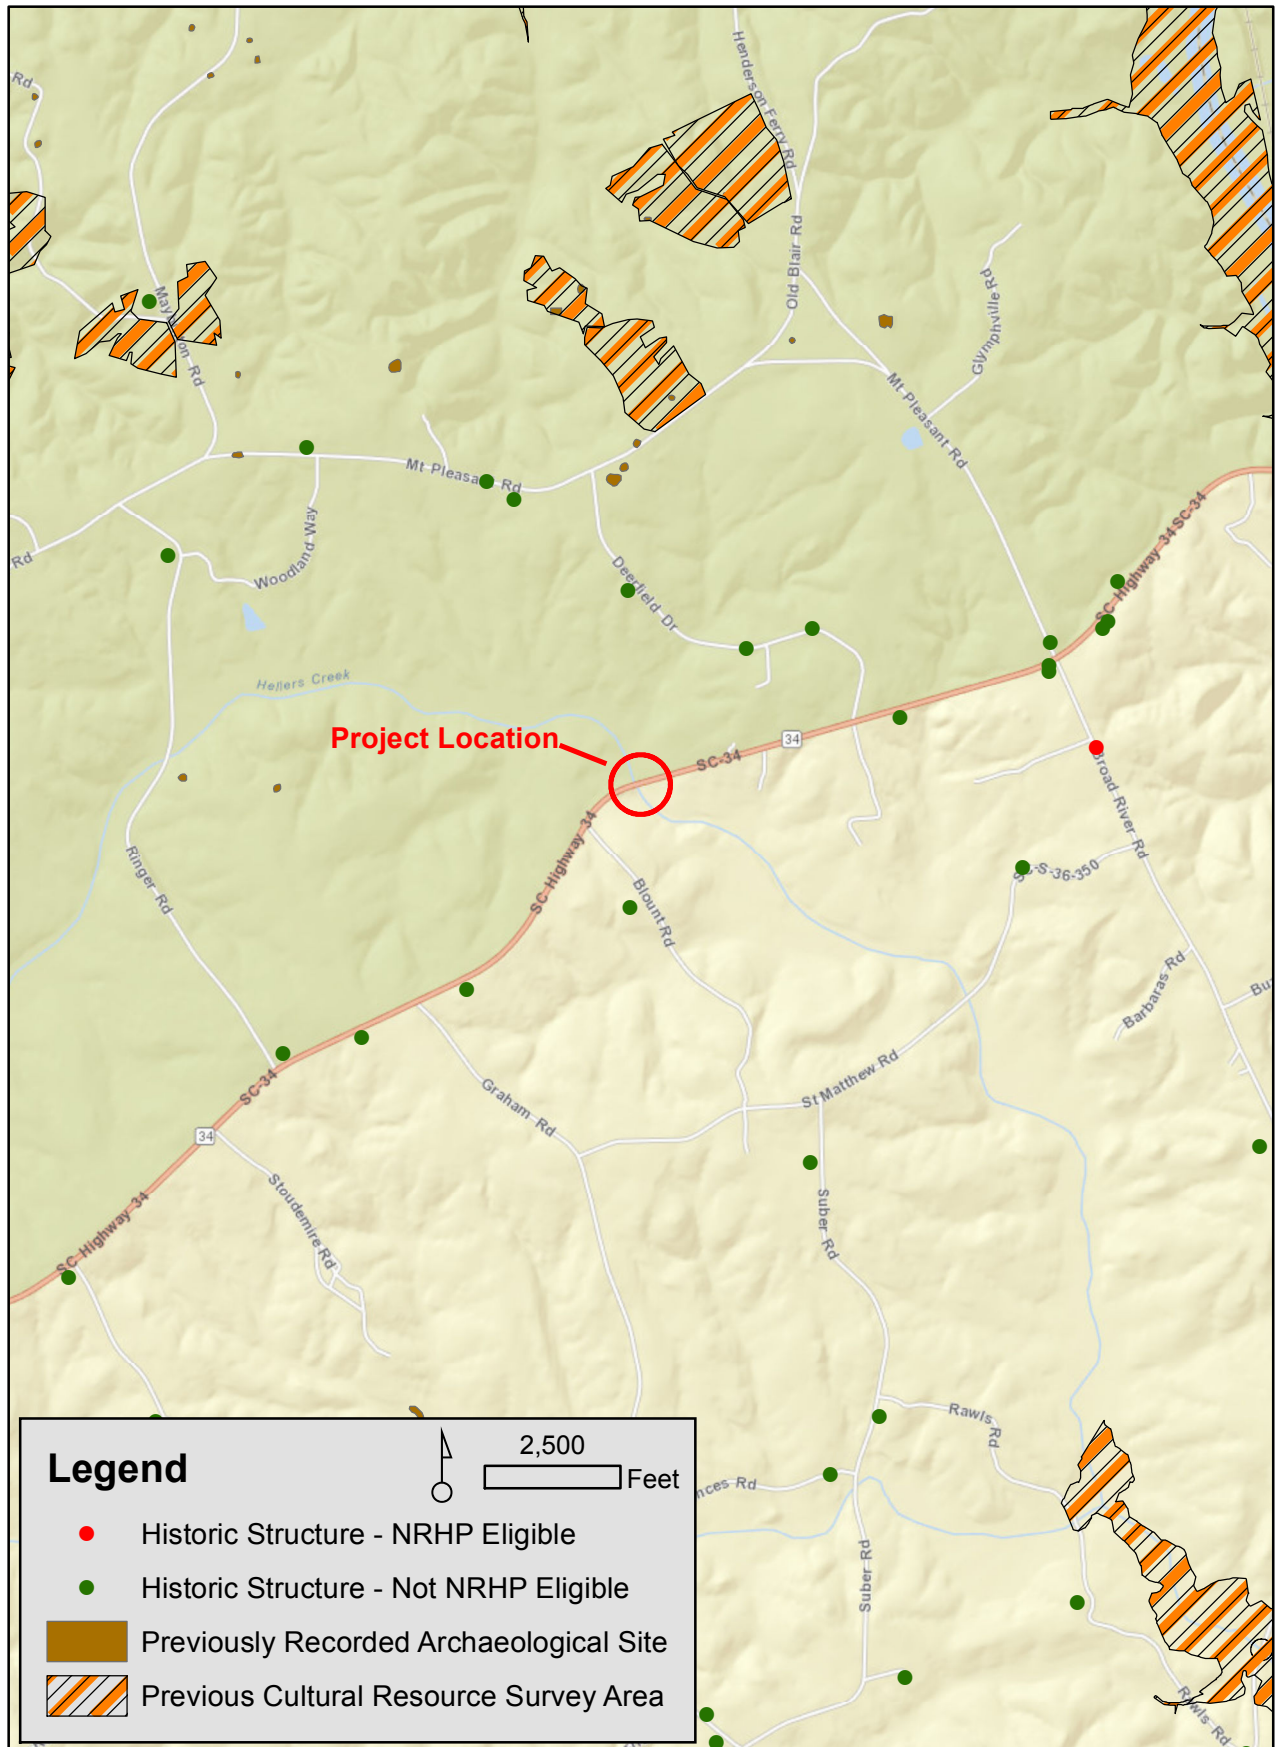 Rd
Henderson Ferry Rd
Old Blair Rd
Glymphville Rd
Mt Pleasant Rd
Mt Pleasa Rd
Woodland Way
Rd
Deerfield Dr
SC-34
SC Highway 34
Hellers Creek
Project Location
34
SC-34
Broad River Rd
SC Highway 34
Ringer Rd
Blount Rd
S-36-350
Barbaras Rd
Bu
St Matthew Rd
Graham Rd
SC-34
34
Suber Rd
Stoudemire Rd
SC Highway 34
Rawls Rd
nces Rd
Suber Rd
Rawls Rd
Legend
2,500
Feet
Historic Structure - NRHP Eligible
Historic Structure - Not NRHP Eligible
Previously Recorded Archaeological Site
Previous Cultural Resource Survey Area